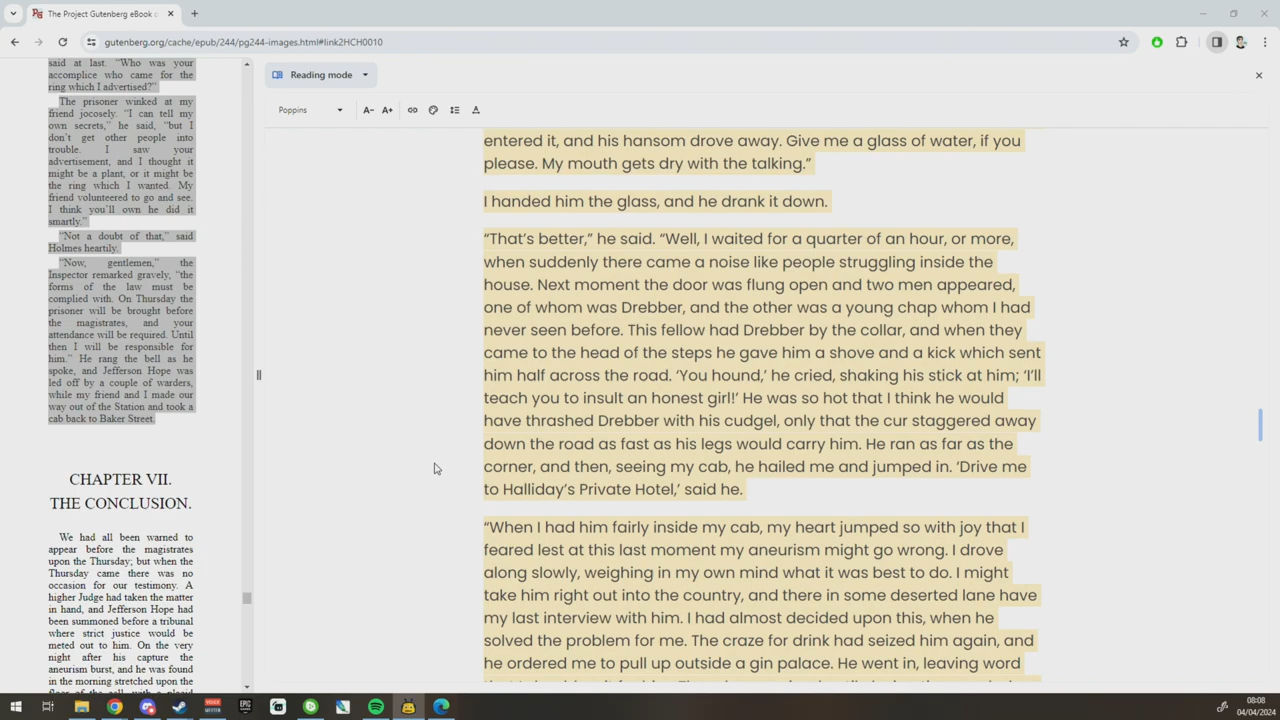 The Project Gutenberg eBook o
gutenberg.org/cache/epub/244/pg244-images.html#link2HCH0010
said at last. “Who was your
accomplice who came for the
ring which I advertised?”
The prisoner winked at my
friend jocosely. “I can tell my
own secrets,” he said, “but I
don’t get other people into
trouble. I saw your
advertisement, and I thought it
might be a plant, or it might be
the ring which I wanted. My
friend volunteered to go and see.
I think you’ll own he did it
smartly.”
“Not a doubt of that,” said
Holmes heartily.
“Now, gentlemen,” the
Inspector remarked gravely, “the
forms of the law must be
complied with. On Thursday the
prisoner will be brought before
the magistrates, and your
attendance will be required. Until
then I will be responsible for
him.” He rang the bell as he
spoke, and Jefferson Hope was
led off by a couple of warders,
while my friend and I made our
way out of the Station and took a
cab back to Baker Street.
CHAPTER VII.
THE CONCLUSION.
We had all been warned to
appear before the magistrates
upon the Thursday; but when the
Thursday came there was no
occasion for our testimony. A
higher Judge had taken the matter
in hand, and Jefferson Hope had
been summoned before a tribunal
where strict justice would be
meted out to him. On the very
night after his capture the
aneurism burst, and he was found
in the morning stretched upon the
floor of the cell, with a placid
Reading mode
Poppins
A- A+
entered it, and his hansom drove away. Give me a glass of water, if you
please. My mouth gets dry with the talking.”
I handed him the glass, and he drank it down.
“That’s better,” he said. “Well, I waited for a quarter of an hour, or more,
when suddenly there came a noise like people struggling inside the
house. Next moment the door was flung open and two men appeared,
one of whom was Drebber, and the other was a young chap whom I had
never seen before. This fellow had Drebber by the collar, and when they
came to the head of the steps he gave him a shove and a kick which sent
him half across the road. ‘You hound,’ he cried, shaking his stick at him; ‘I’ll
teach you to insult an honest girl!’ He was so hot that I think he would
have thrashed Drebber with his cudgel, only that the cur staggered away
down the road as fast as his legs would carry him. He ran as far as the
corner, and then, seeing my cab, he hailed me and jumped in. ‘Drive me
to Halliday’s Private Hotel,’ said he.
“When I had him fairly inside my cab, my heart jumped so with joy that I
feared lest at this last moment my aneurism might go wrong. I drove
along slowly, weighing in my own mind what it was best to do. I might
take him right out into the country, and there in some deserted lane have
my last interview with him. I had almost decided upon this, when he
solved the problem for me. The craze for drink had seized him again, and
he ordered me to pull up outside a gin palace. He went in, leaving word
08:08
04/04/2024